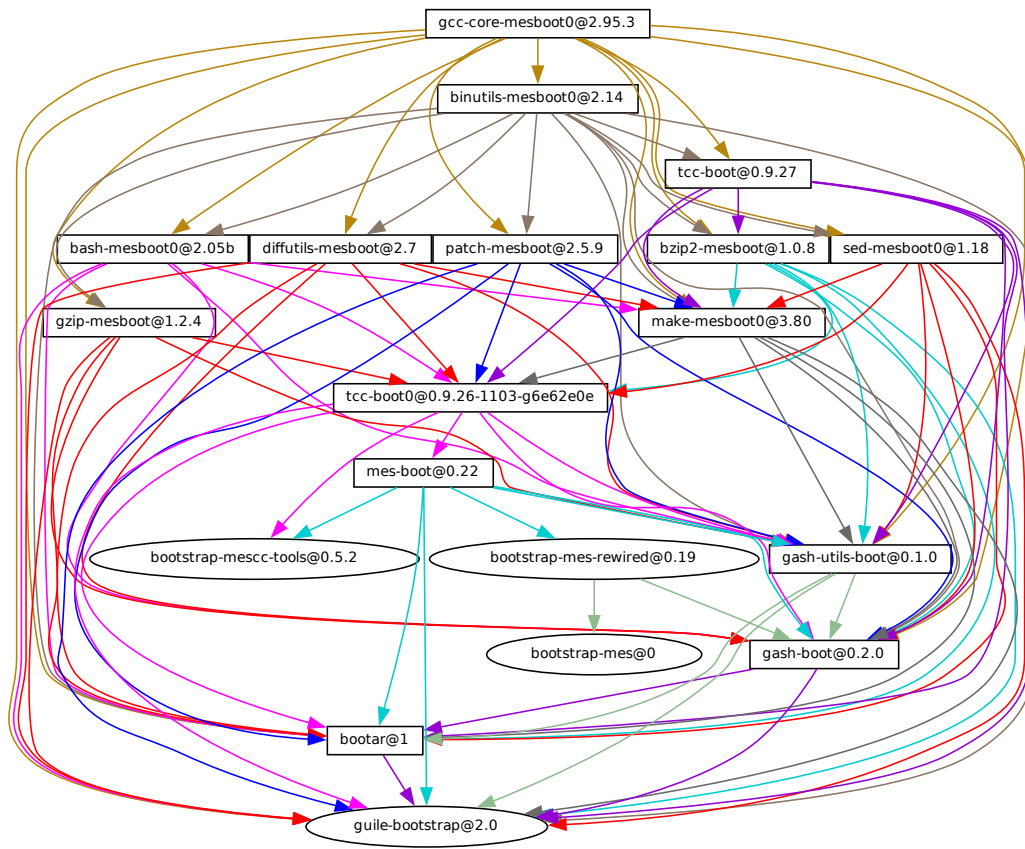 gcc-core-mesboot0@2.95.3
binutils-mesboot0@2.14
tcc-boot@0.9.27
bash-mesboot0@2.05b
diffutils-mesboot@2.7
patch-mesboot@2.5.9
bzip2-mesboot@1.0.8
sed-mesboot0@1.18
gzip-mesboot@1.2.4
make-mesboot0@3.80
tcc-boot0@0.9.26-1103-g6e62e0e
mes-boot@0.22
bootstrap-mescc-tools@0.5.2
bootstrap-mes-rewired@0.19
gash-utils-boot@0.1.0
bootstrap-mes@0
gash-boot@0.2.0
bootar@1
guile-bootstrap@2.0